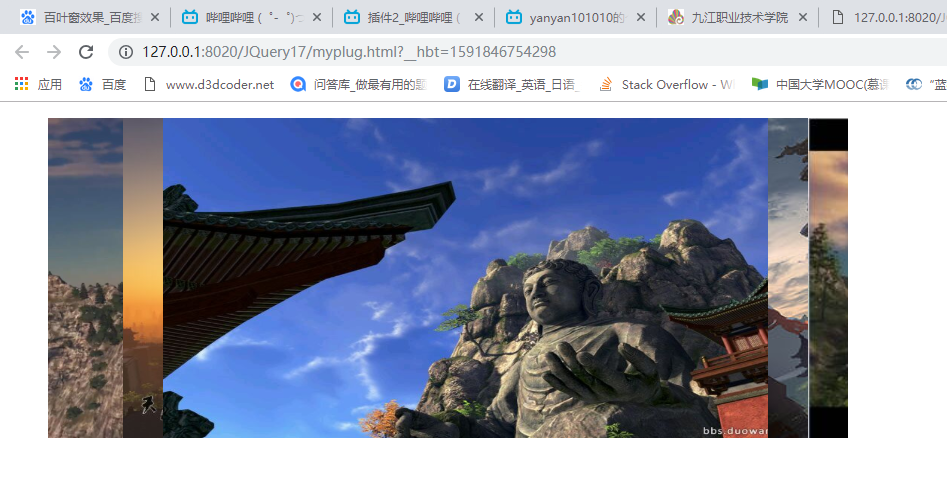 百叶窗效果_百度搜
哔哩哔哩 ( ゜- ゜)つ
插件2_哔哩哔哩 (
yanyan101010的
九江职业技术学院
127.0.0.1:8020/J
127.0.0.1:8020/JQuery17/myplug.html?__hbt=1591846754298
应用
百度
www.d3dcoder.net
问答库_做最有用的题
在线翻译_英语_日语_
Stack Overflow - W
中国大学MOOC(慕课
“蓝
bbs.duowan